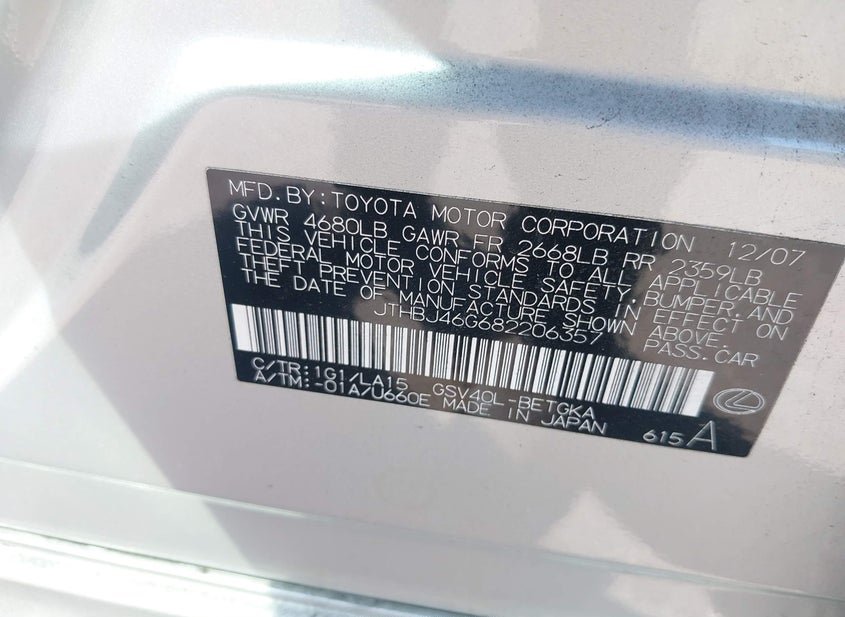 MFD. BY: TOYOTA MOTOR CORPORATION 12/07
GVWR 4680LB GAWR FR 2668LB RR 2359LB
THIS VEHICLE CONFORMS TO ALL APPLICABLE
FEDERAL MOTOR VEHICLE SAFETY, BUMPER, AND
THEFT PREVENTION STANDARDS IN EFFECT ON
THE DATE OF MANUFACTURE SHOWN ABOVE.
JTHBJ46G682206357 PASS. CAR
C/TR: 1G1/LA15 GSV40L-BETGKA
A/TM: -01A/U660E MADE IN JAPAN 615 A